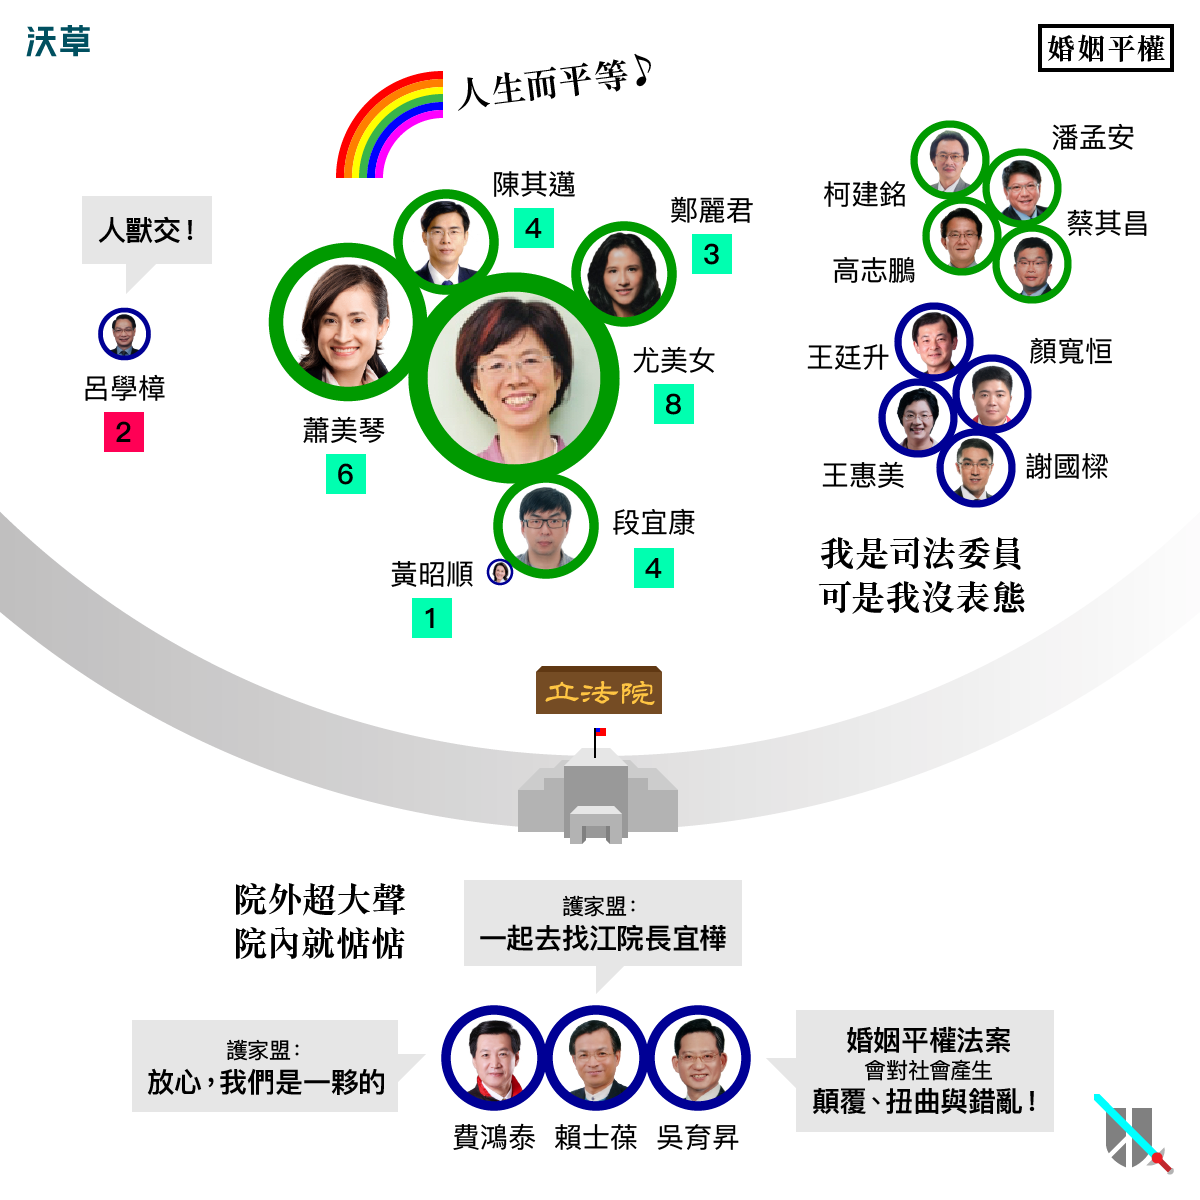 沃草
婚姻平權
人生而平等♪
陳其邁
4
鄭麗君
3
人獸交!
呂學樟
2
尤美女
8
蕭美琴
6
段宜康
4
黃昭順
1
潘孟安
柯建銘
蔡其昌
高志鵬
王廷升
顏寬恒
王惠美
謝國樑
我是司法委員
可是我沒表態
立法院
院外超大聲
院內就惦惦
護家盟:
一起去找江院長宜樺
護家盟:
放心,我們是一夥的
婚姻平權法案
會對社會產生
顛覆、扭曲與錯亂!
費鴻泰
賴士葆
吳育昇